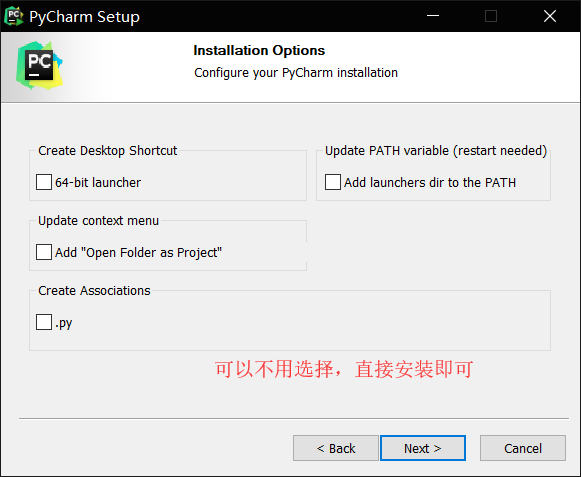 PyCharm Setup
PC
Installation Options
Configure your PyCharm installation
Create Desktop Shortcut
64-bit launcher
Update PATH variable (restart needed)
Add launchers dir to the PATH
Update context menu
Add "Open Folder as Project"
Create Associations
.py
可以不用选择，直接安装即可
< Back
Next >
Cancel